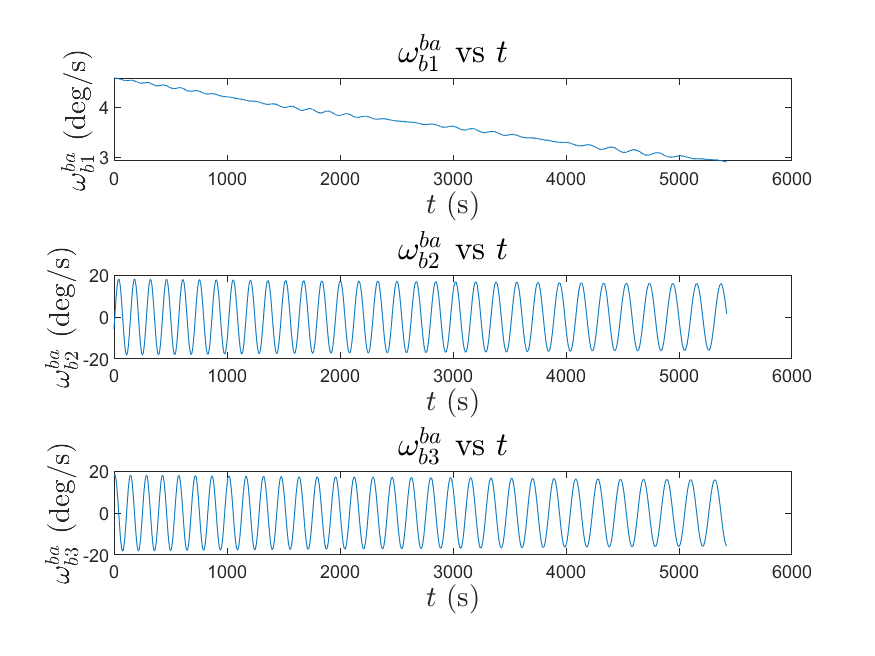 ω_{b1}^{ba} vs t
ω_{b1}^{ba} (deg/s)
4
3
0 1000 2000 3000 4000 5000 6000
t (s)
ω_{b2}^{ba} vs t
ω_{b2}^{ba} (deg/s)
20
0
-20
0 1000 2000 3000 4000 5000 6000
t (s)
ω_{b3}^{ba} vs t
ω_{b3}^{ba} (deg/s)
20
0
-20
0 1000 2000 3000 4000 5000 6000
t (s)